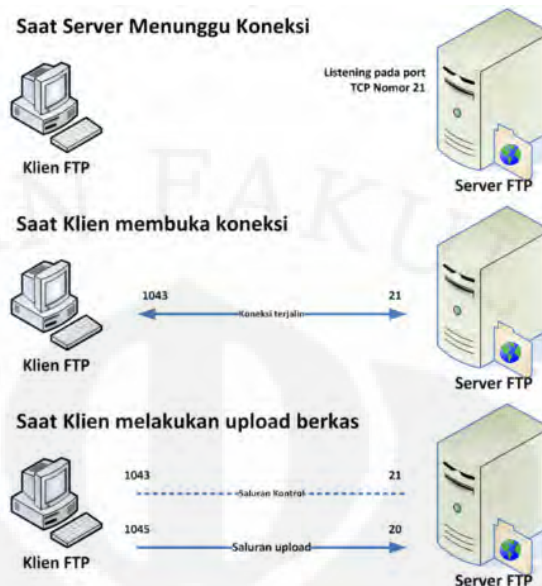 Saat Server Menunggu Koneksi
Listening pada port
TCP Nomor 21
Klien FTP
Server FTP
AN FAKUL
Saat Klien membuka koneksi
1043
21
Koneksi terjalin
Klien FTP
Server FTP
Saat Klien melakukan upload berkas
1043
21
Saluran Kontrol
1045
20
Saluran upload
Klien FTP
Server FTP